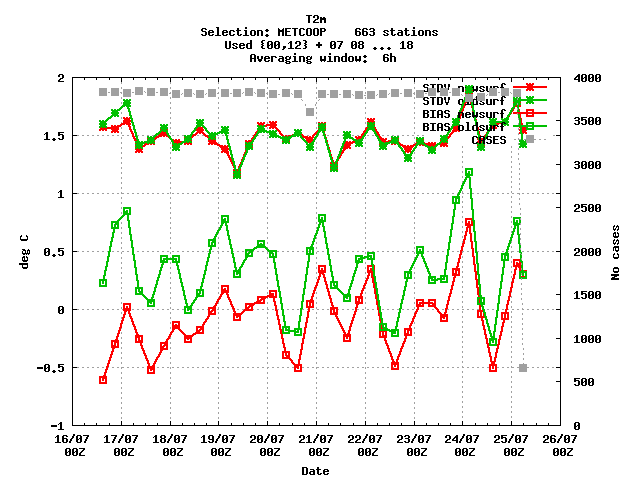 T2m
Selection: METCOOP    663 stations
Used {00,12} + 07 08 ... 18
Averaging window:  6h
STDV newsurf
STDV oldsurf
BIAS newsurf
BIAS oldsurf
CASES
2
1.5
1
0.5
0
-0.5
-1
deg C
4000
3500
3000
2500
2000
1500
1000
500
0
No cases
16/07 17/07 18/07 19/07 20/07 21/07 22/07 23/07 24/07 25/07 26/07
00Z 00Z 00Z 00Z 00Z 00Z 00Z 00Z 00Z 00Z 00Z
Date